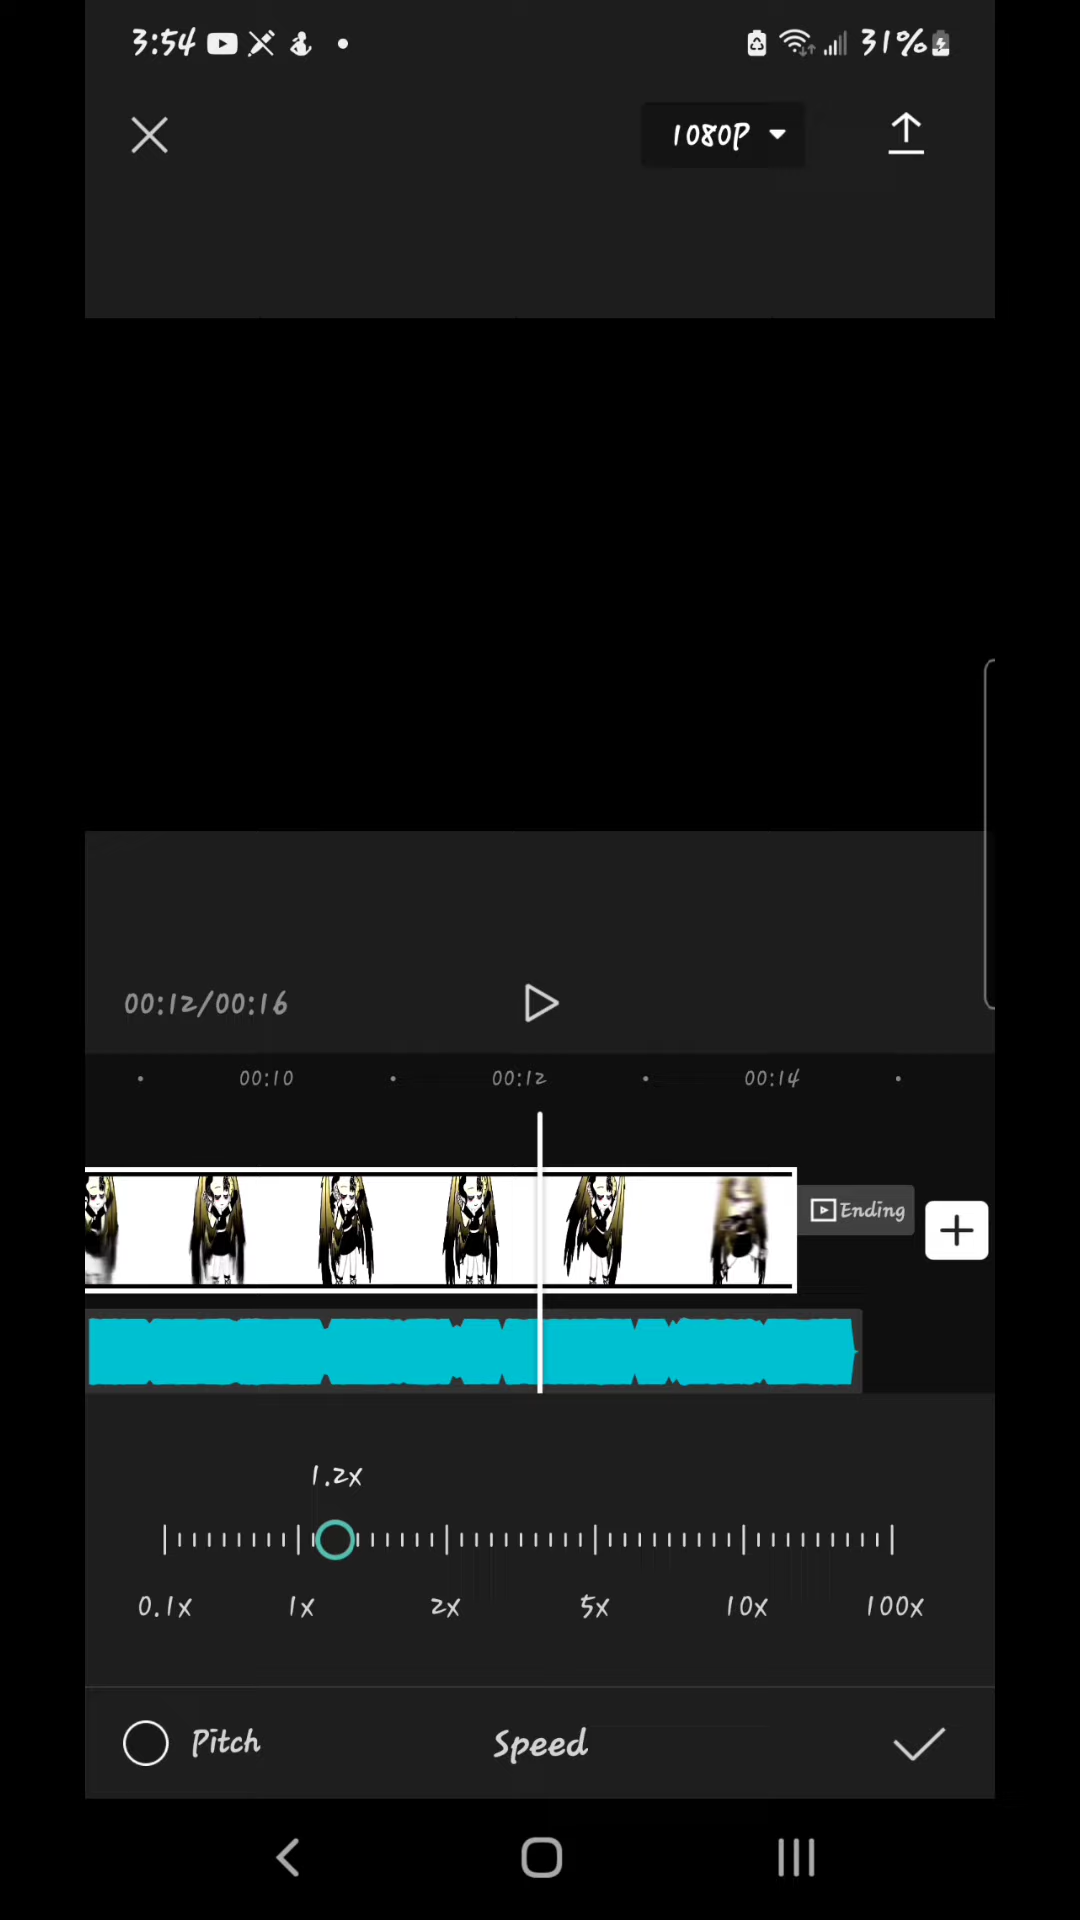 3:54 31%
1080P
00:12/00:16
00:10 00:12 00:14
Ending
1.2x
0.1x 1x 2x 5x 10x 100x
Pitch Speed